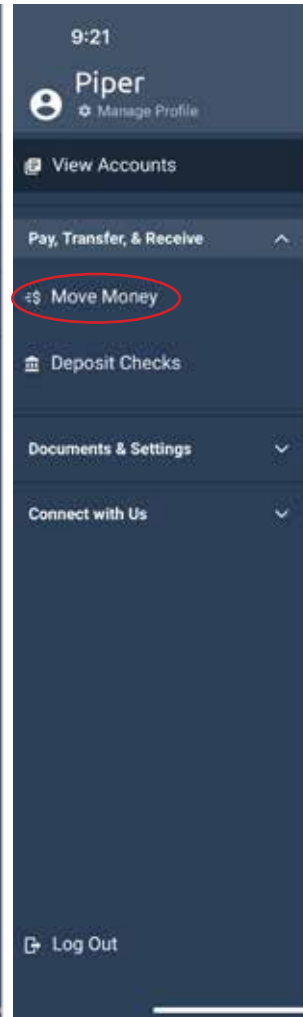 9:21
Piper
Manage Profile
View Accounts
Pay, Transfer, & Receive
Move Money
Deposit Checks
Documents & Settings
Connect with Us
Log Out